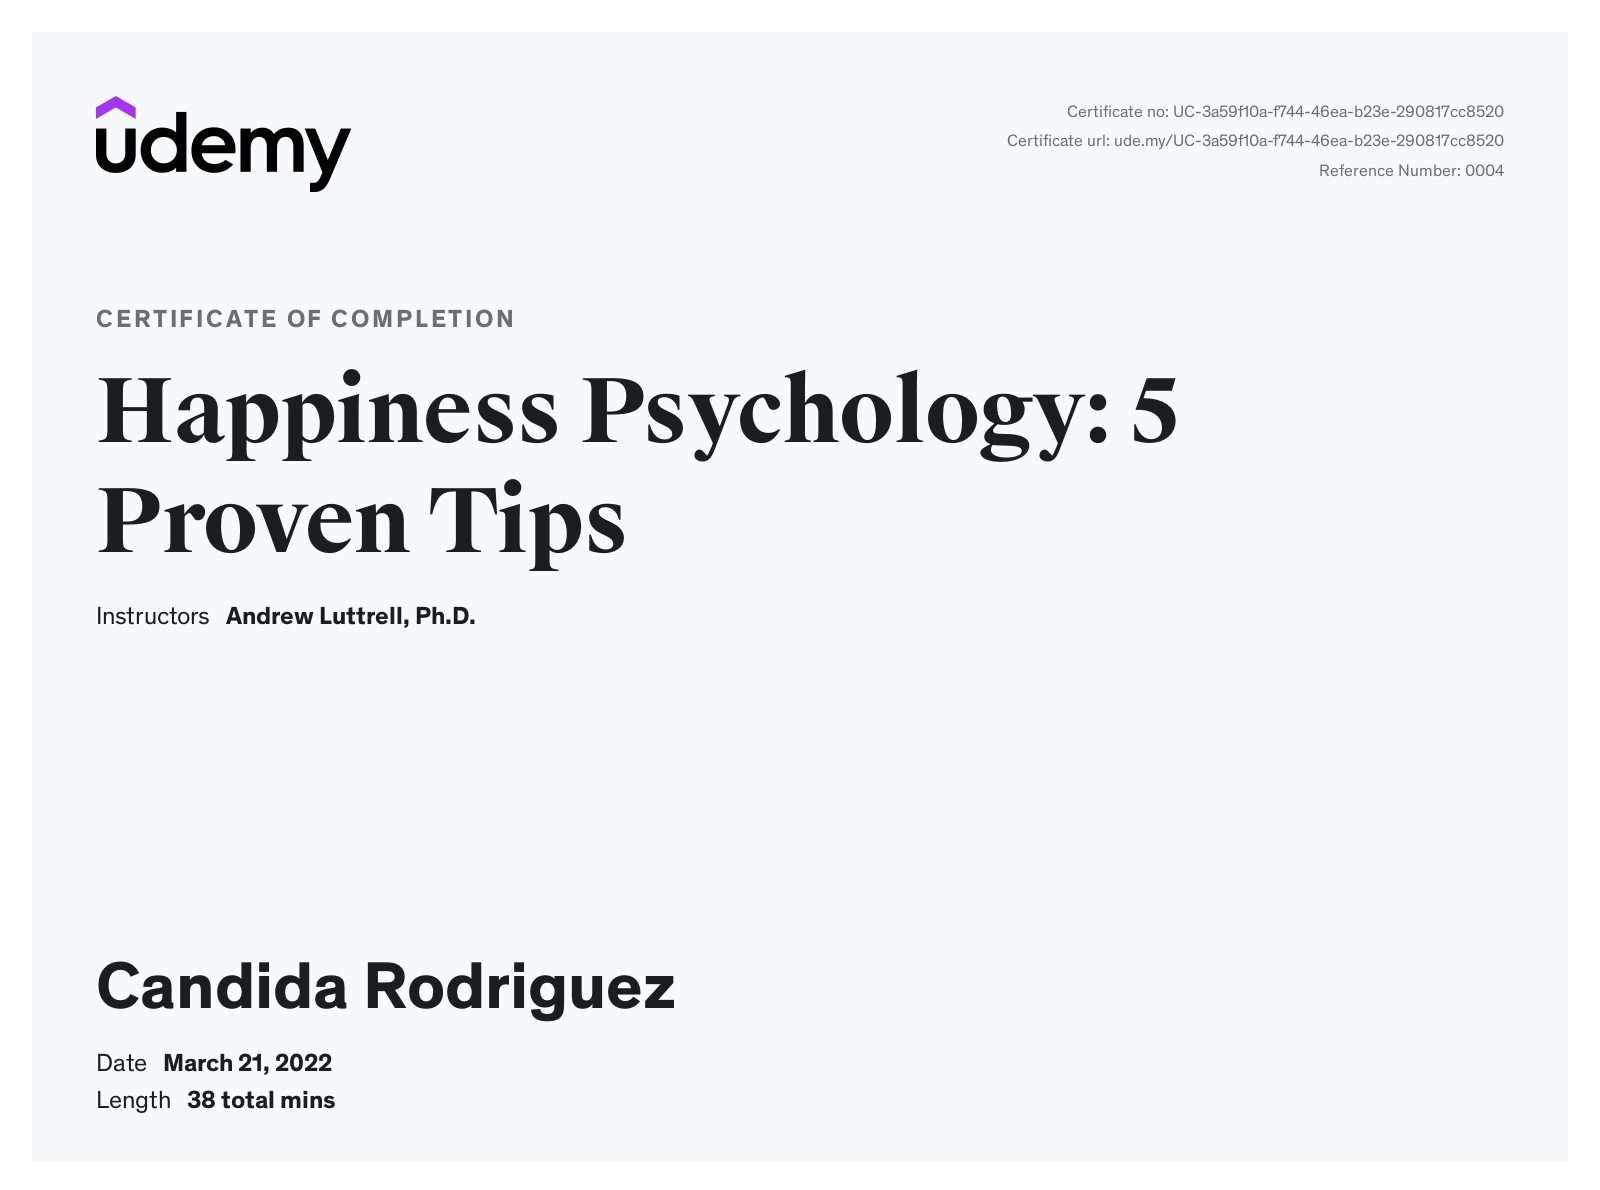 udemy
Certificate no: UC-3a59f10a-f744-46ea-b23e-290817cc8520
Certificate url: ude.my/UC-3a59f10a-f744-46ea-b23e-290817cc8520
Reference Number: 0004
CERTIFICATE OF COMPLETION
Happiness Psychology: 5
Proven Tips
Instructors Andrew Luttrell, Ph.D.
Candida Rodriguez
Date March 21, 2022
Length 38 total mins